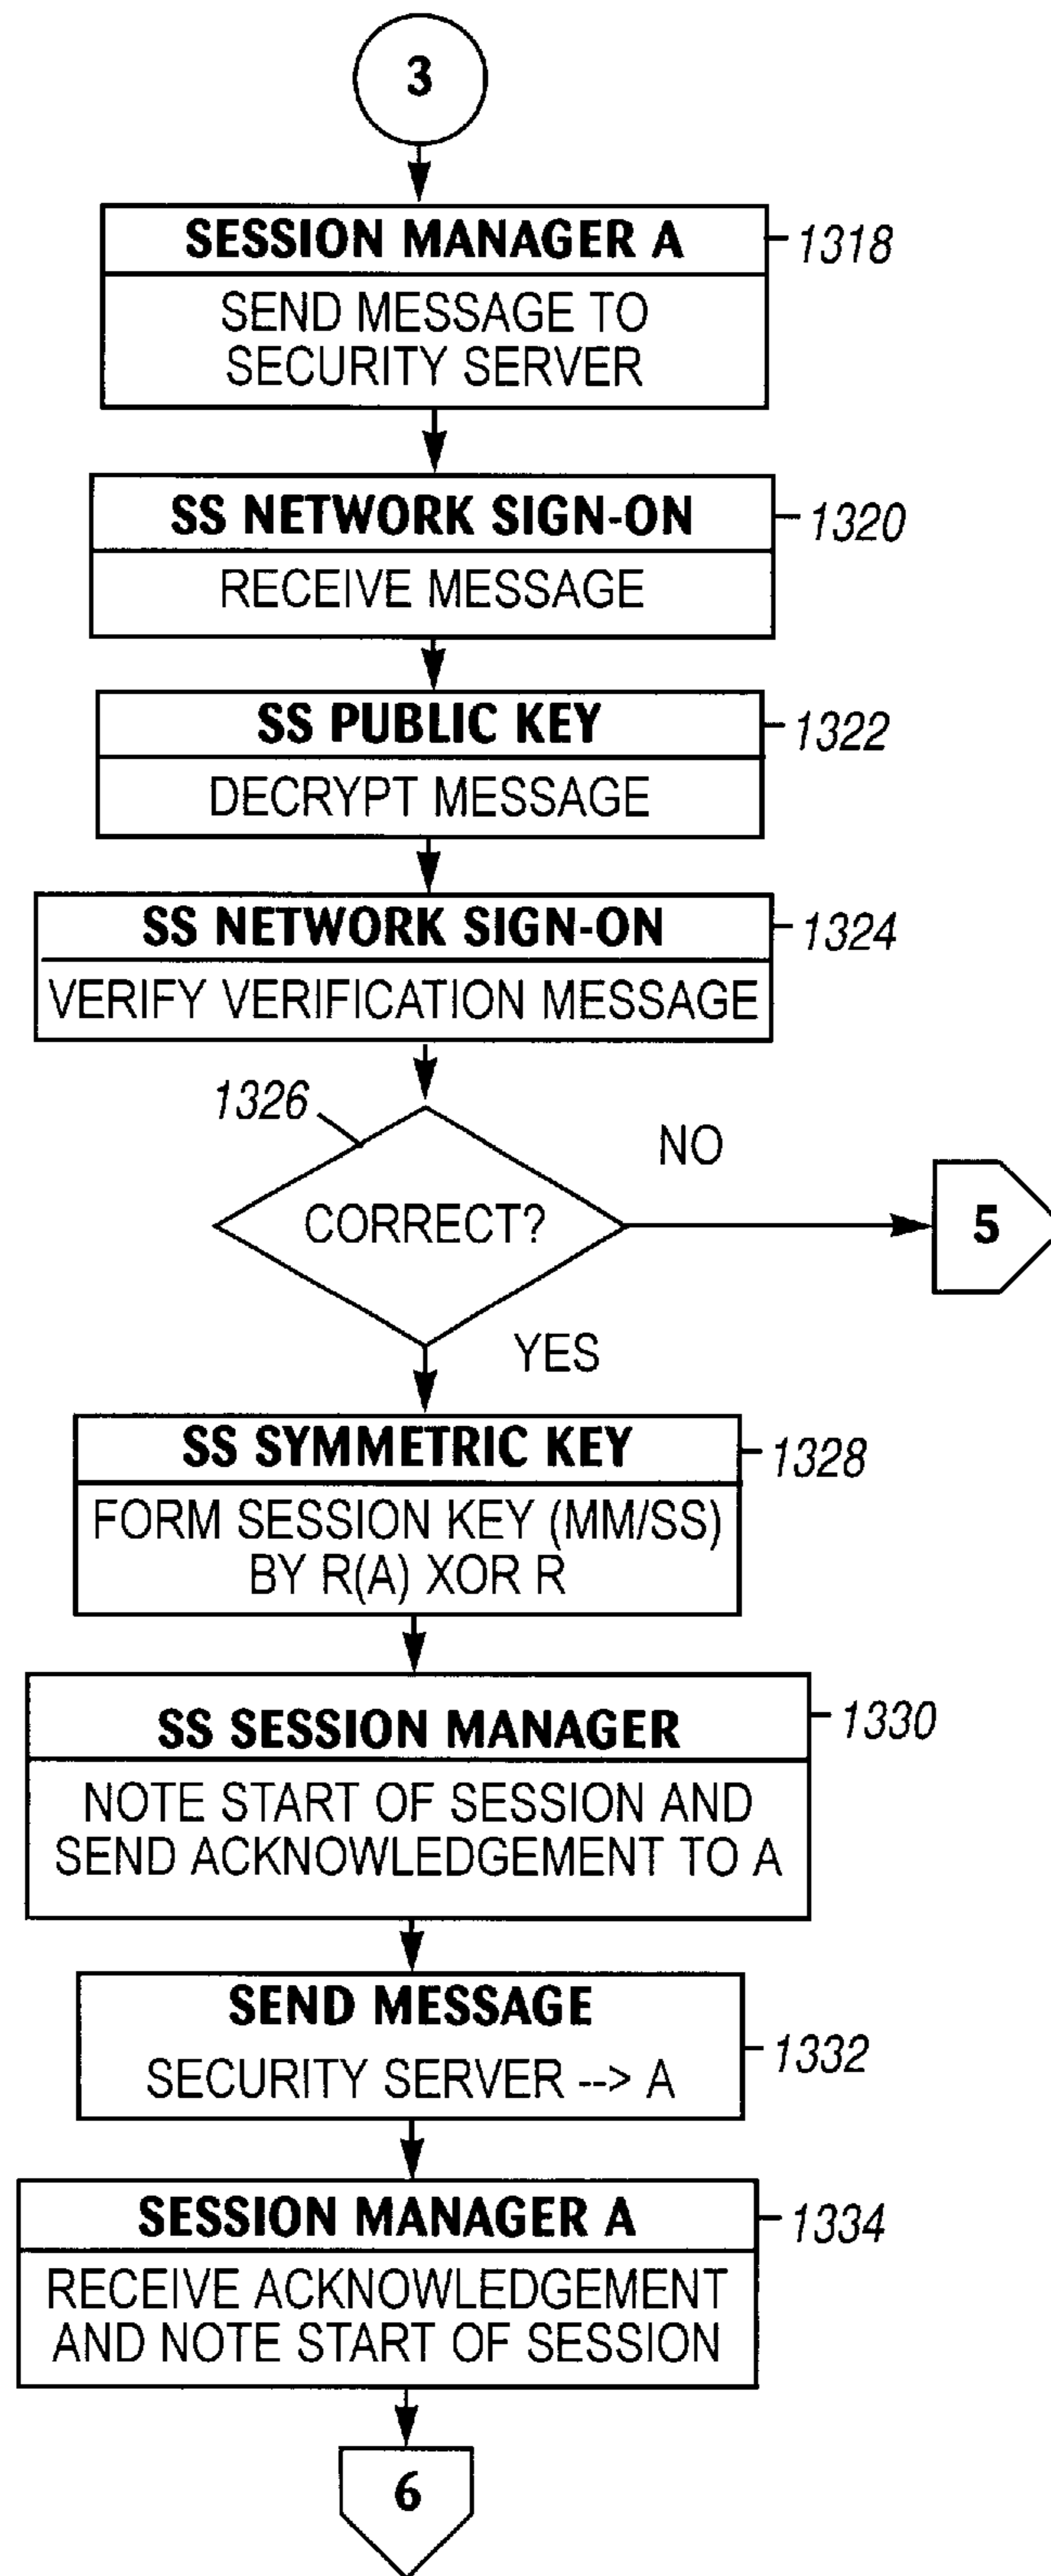 3
SESSION MANAGER A
1318
SEND MESSAGE TO
SECURITY SERVER
SS NETWORK SIGN-ON
1320
RECEIVE MESSAGE
SS PUBLIC KEY
1322
DECRYPT MESSAGE
SS NETWORK SIGN-ON
1324
VERIFY VERIFICATION MESSAGE
1326
NO
CORRECT?
5
YES
SS SYMMETRIC KEY
1328
FORM SESSION KEY (MM/SS)
BY R(A) XOR R
SS SESSION MANAGER
1330
NOTE START OF SESSION AND
SEND ACKNOWLEDGEMENT TO A
SEND MESSAGE
1332
SECURITY SERVER --> A
SESSION MANAGER A
1334
RECEIVE ACKNOWLEDGEMENT
AND NOTE START OF SESSION
6